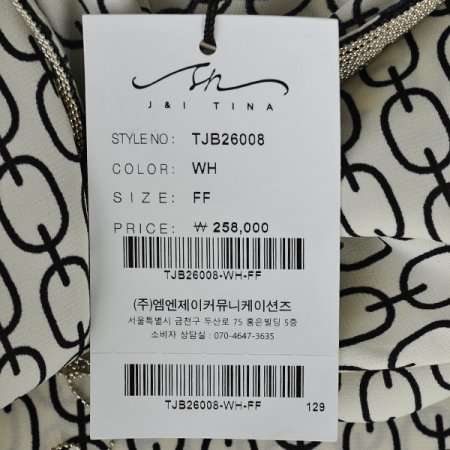 sh
J & I TINA
STYLE NO : TJB26008
COLOR: WH
SIZE: FF
PRICE: ₩ 258,000
TJB26008-WH-FF
(주)엠엔제이커뮤니케이션즈
서울특별시 금천구 두산로 75 홍은빌딩 5층
소비자 상담실 : 070-4647-3635
TJB26008-WH-FF
129